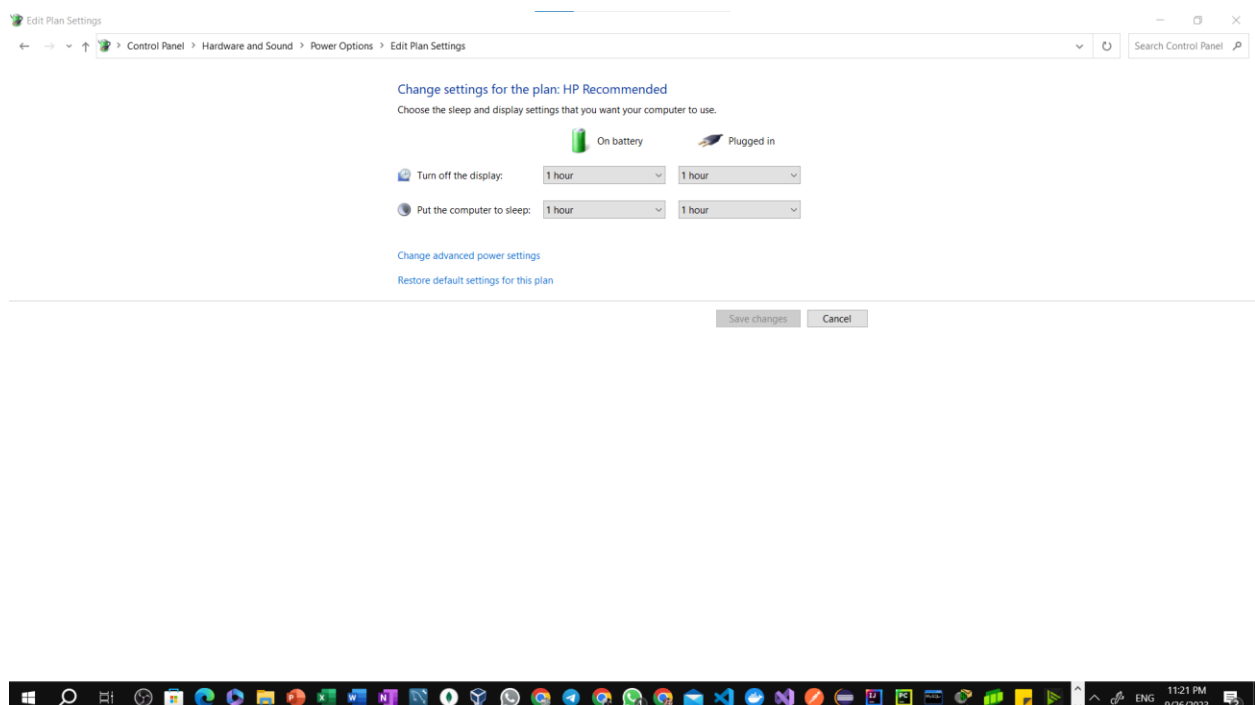 Edit Plan Settings
Control Panel > Hardware and Sound > Power Options > Edit Plan Settings
Search Control Panel
Change settings for the plan: HP Recommended
Choose the sleep and display settings that you want your computer to use.
On battery Plugged in
Turn off the display: 1 hour 1 hour
Put the computer to sleep: 1 hour 1 hour
Change advanced power settings
Restore default settings for this plan
Save changes Cancel
ENG 11:21 PM
9/26/2023